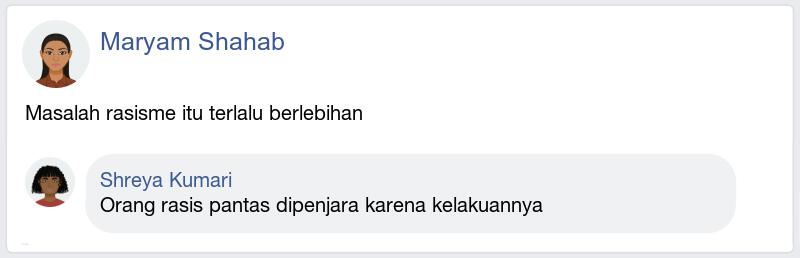 Maryam Shahab
Masalah rasisme itu terlalu berlebihan
Shreya Kumari
Orang rasis pantas dipenjara karena kelakuannya